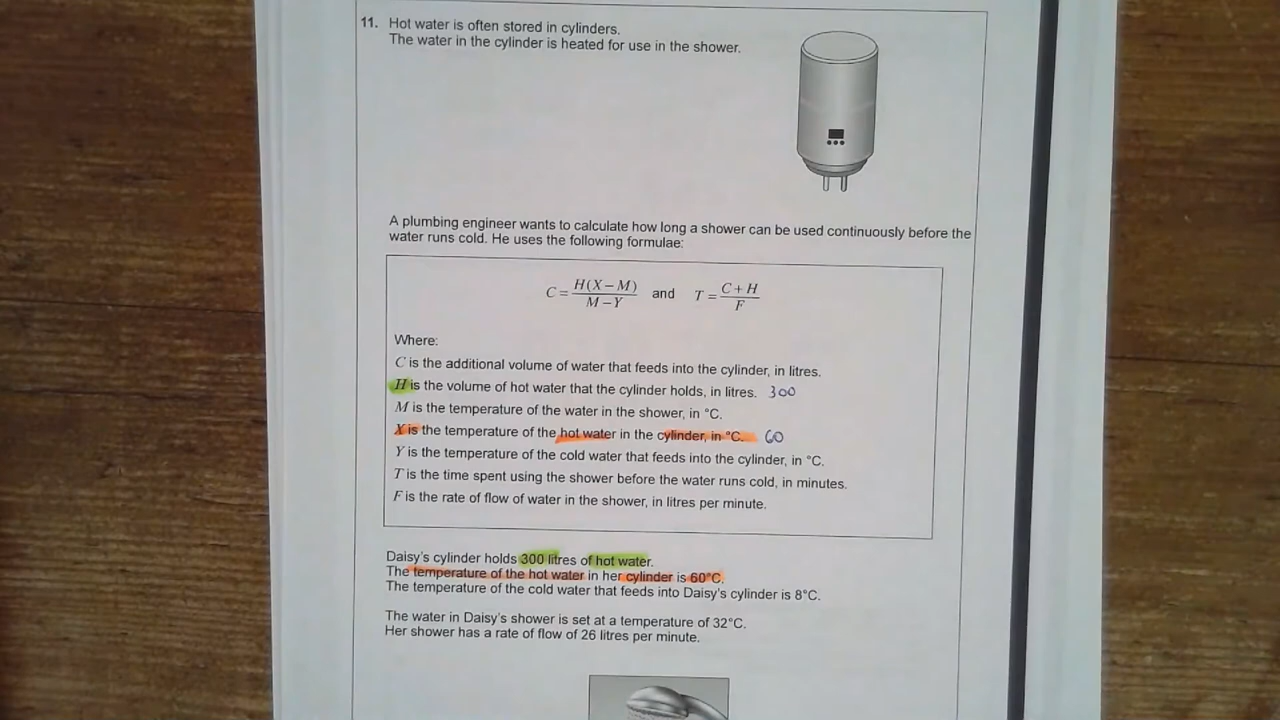 11. Hot water is often stored in cylinders.
The water in the cylinder is heated for use in the shower.
A plumbing engineer wants to calculate how long a shower can be used continuously before the
water runs cold. He uses the following formulae:
C = H(X − M) / M − Y and T = C + H / F
Where:
C is the additional volume of water that feeds into the cylinder, in litres.
H is the volume of hot water that the cylinder holds, in litres. 300
M is the temperature of the water in the shower, in °C.
X is the temperature of the hot water in the cylinder, in °C. 60
Y is the temperature of the cold water that feeds into the cylinder, in °C.
T is the time spent using the shower before the water runs cold, in minutes.
F is the rate of flow of water in the shower, in litres per minute.
Daisy's cylinder holds 300 litres of hot water.
The temperature of the hot water in her cylinder is 60°C.
The temperature of the cold water that feeds into Daisy's cylinder is 8°C.
The water in Daisy's shower is set at a temperature of 32°C.
Her shower has a rate of flow of 26 litres per minute.